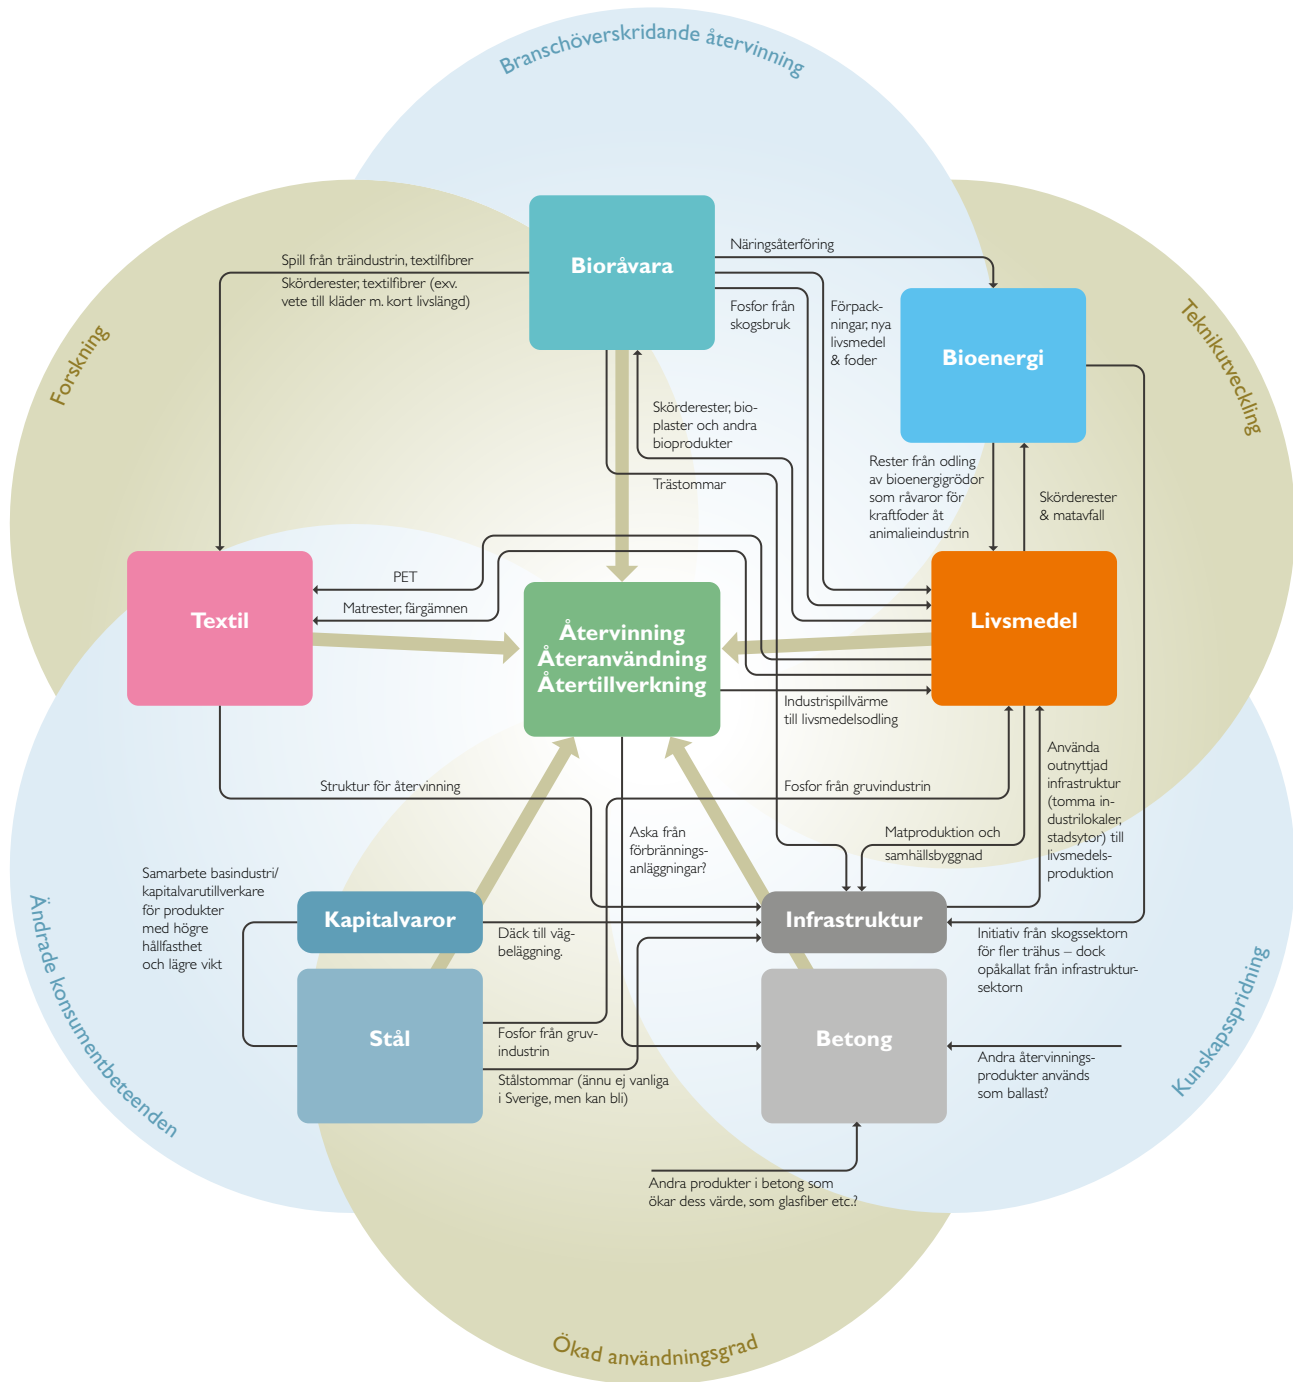 Branschöverskridande återvinning
Forskning
Teknikutveckling
Bioråvara
Näringsåterföring
Spill från träindustrin, textilfibrer
Skörderester, textilfibrer (exv.
vete till kläder m. kort livslängd)
Fosfor från
skogsbruk
Förpack-
ningar, nya
livsmedel
& foder
Bioenergi
Skörderester, bio-
plaster och andra
bioprodukter
Trästommar
Rester från odling
av bioenergigrödor
som råvaror för
kraftfoder åt
animalieindustrin
Skörderester
& matavfall
PET
Matrester, färgämnen
Textil
Återvinning
Återanvändning
Återtillverkning
Livsmedel
Industrispillvärme
till livsmedelsodling
Struktur för återvinning
Fosfor från gruvindustrin
Använda
outnyttjad
infrastruktur
(tomma in-
dustrilokaler,
stadsytor) till
livsmedels-
produktion
Aska från
förbrännings-
anläggningar?
Matproduktion och
samhällsbyggnad
Samarbete basindustri/
kapitalvarutillverkare
för produkter
med högre
hållfasthet
och lägre vikt
Kapitalvaror
Däck till väg-
beläggning.
Infrastruktur
Initiativ från skogssektorn
för fler trähus – dock
opåkallat från infrastruktur-
sektorn
Stål
Fosfor från gruv-
industrin
Stålstommar (ännu ej vanliga
i Sverige, men kan bli)
Betong
Andra återvinnings-
produkter används
som ballast?
Andra produkter i betong som
ökar dess värde, som glasfiber etc.?
Ändrade konsumentbeteenden
Kunskapsspridning
Ökad användningsgrad